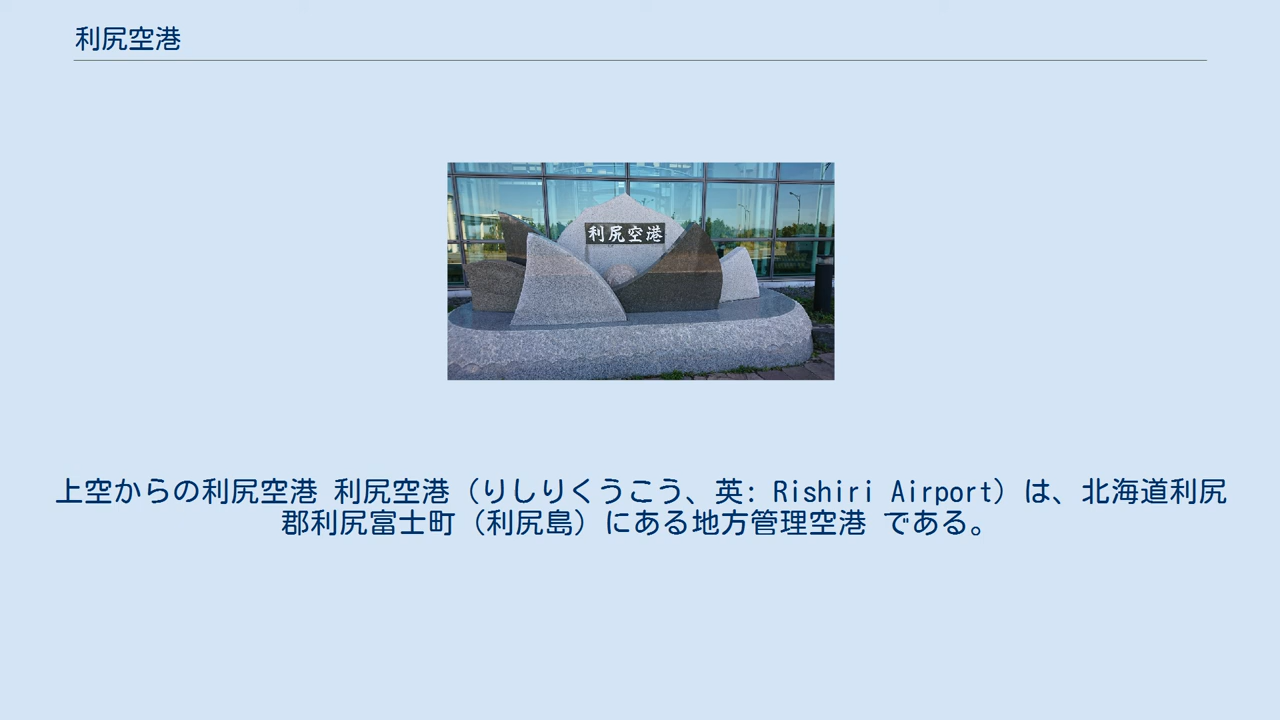 利尻空港
利尻空港
上空からの利尻空港 利尻空港（りしりくうこう、英: Rishiri Airport）は、北海道利尻
郡利尻富士町（利尻島）にある地方管理空港 である。